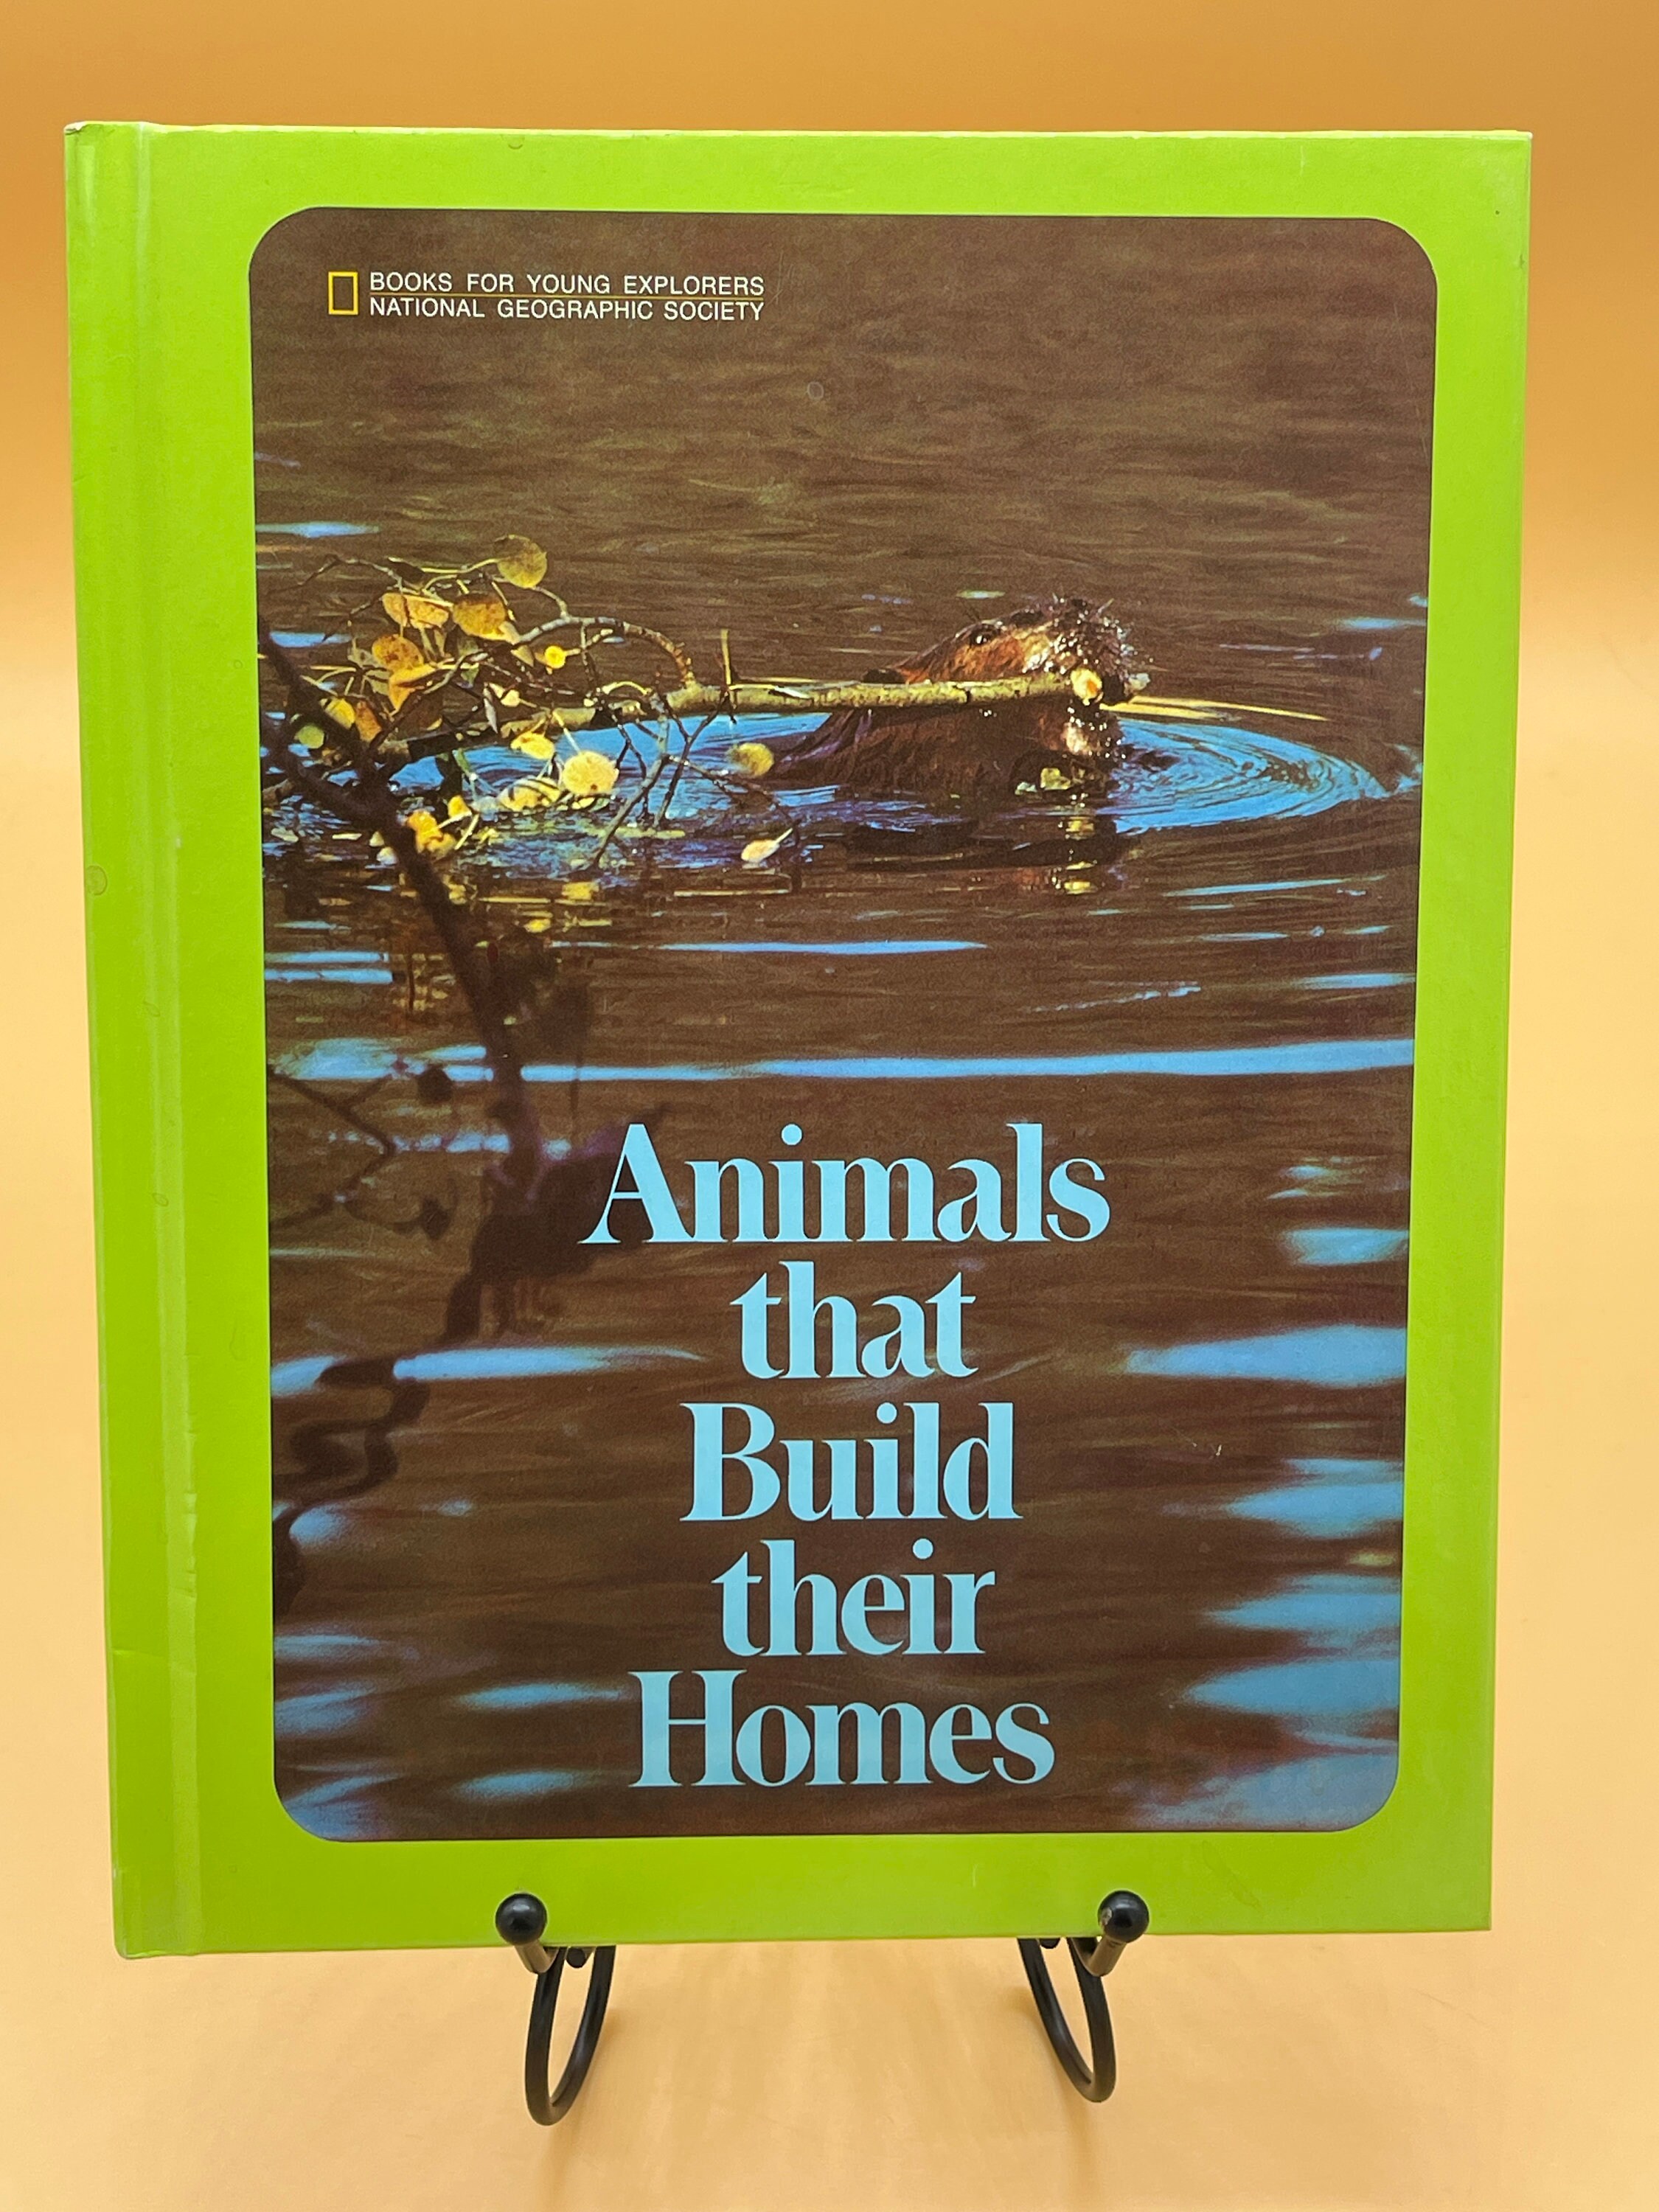 BOOKS FOR YOUNG EXPLORERS
NATIONAL GEOGRAPHIC SOCIETY
Animals
that
Build
their
Homes